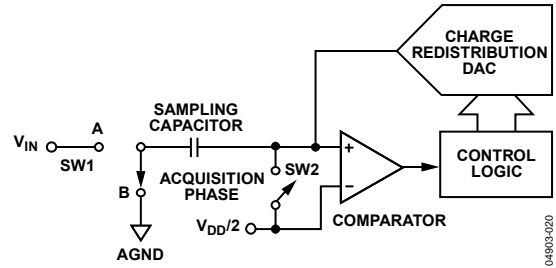 CHARGE
REDISTRIBUTION
DAC
SAMPLING
CAPACITOR
A
V_IN
SW1
B
AGND
ACQUISITION
PHASE
SW2
V_DD/2
+
−
COMPARATOR
CONTROL
LOGIC
04903-020